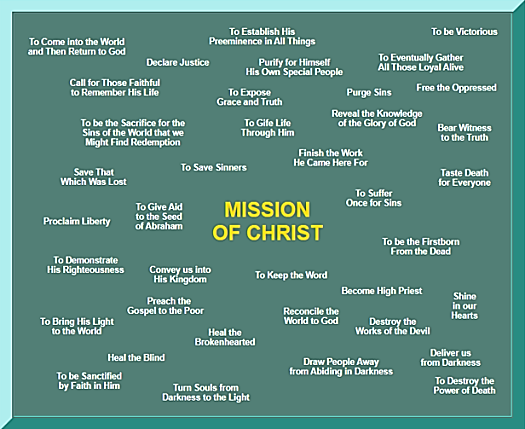 To Establish His
Preeminence in All Things
To be Victorious
To Come Into the World
and Then Return to God
Declare Justice
Purify for Himself
His Own Special People
To Eventually Gather
All Those Loyal Alive
Call for Those Faithful
to Remember His Life
To Expose
Grace and Truth
Purge Sins
Free the Oppressed
To be the Sacrifice for the
Sins of the World that we
Might Find Redemption
To Gife Life
Through Him
Reveal the Knowledge
of the Glory of God
Bear Witness
to the Truth
Finish the Work
He Came Here For
Save That
Which Was Lost
To Save Sinners
Taste Death
for Everyone
To Suffer
Once for Sins
Proclaim Liberty
To Give Aid
to the Seed
of Abraham
MISSION
OF CHRIST
To be the Firstborn
From the Dead
To Demonstrate
His Righteousness
Convey us into
His Kingdom
To Keep the Word
Become High Priest
Shine
in our
Hearts
Preach the
Gospel to the Poor
Reconcile the
World to God
To Bring His Light
to the World
Destroy the
Works of the Devil
Heal the
Brokenhearted
Heal the Blind
Draw People Away
from Abiding in Darkness
Deliver us
from Darkness
To be Sanctified
by Faith in Him
Turn Souls from
Darkness to the Light
To Destroy the
Power of Death